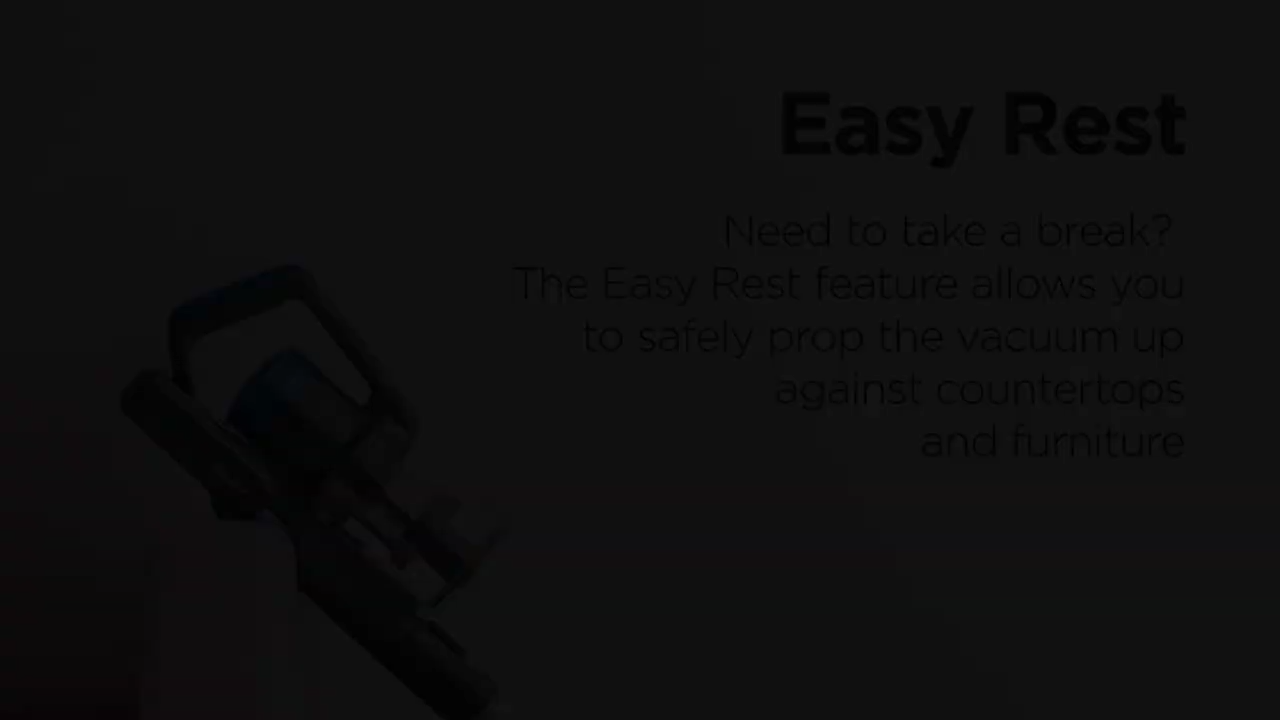 Easy Rest
Need to take a break?
The Easy Rest feature allows you
to safely prop the vacuum up
against countertops
and furniture